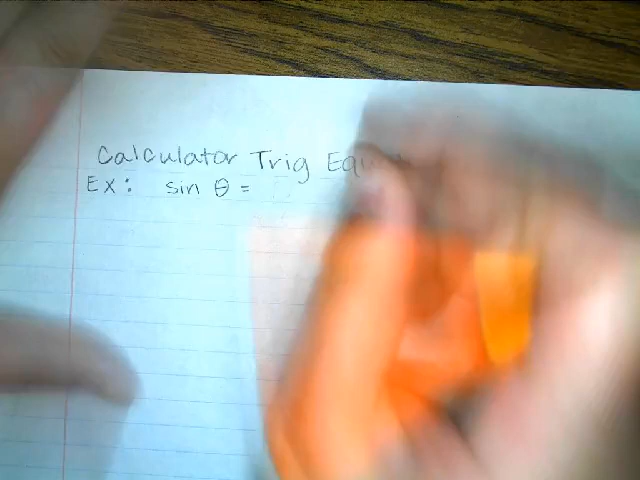 Calculator Trig
Ex: sin θ =